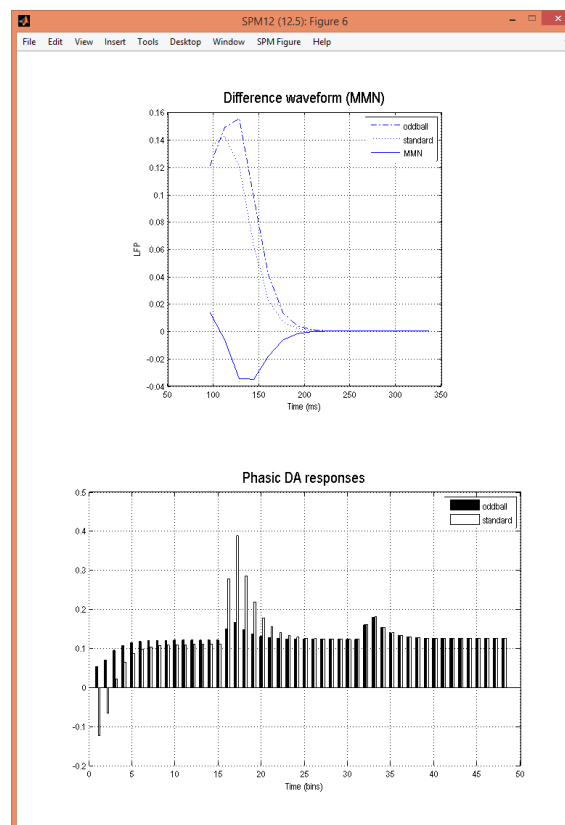 SPM12 (12.5): Figure 6
File Edit View Insert Tools Desktop Window SPM Figure Help
Difference waveform (MMN)
0.16
0.14
0.12
0.1
0.08
0.06
0.04
0.02
0
-0.02
-0.04
LFP
oddball
standard
MMN
50 100 150 200 250 300 350
Time (ms)
Phasic DA responses
0.5
0.4
0.3
0.2
0.1
0
-0.1
-0.2
oddball
standard
0 5 10 15 20 25 30 35 40 45 50
Time (bins)